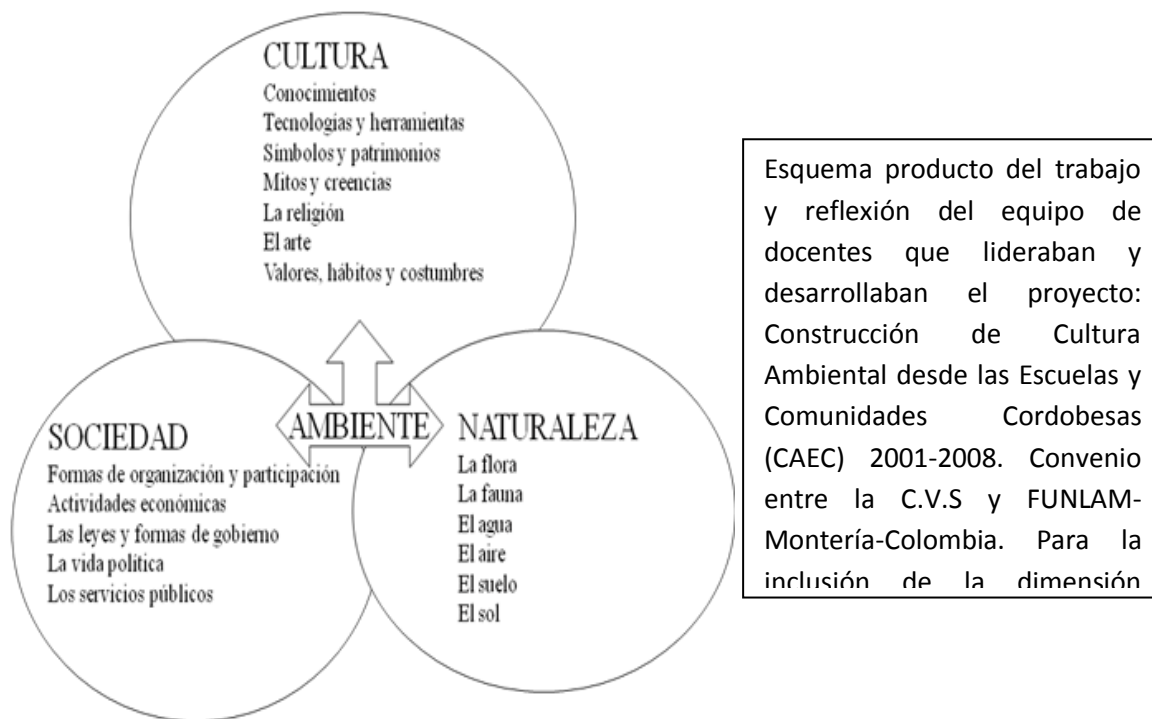 CULTURA
Conocimientos
Tecnologías y herramientas
Símbolos y patrimonios
Mitos y creencias
La religión
El arte
Valores, hábitos y costumbres
AMBIENTE
SOCIEDAD
Formas de organización y participación
Actividades económicas
Las leyes y formas de gobierno
La vida política
Los servicios públicos
NATURALEZA
La flora
La fauna
El agua
El aire
El suelo
El sol
Esquema producto del trabajo
y reflexión del equipo de
docentes que lideraban y
desarrollaban el proyecto:
Construcción de Cultura
Ambiental desde las Escuelas y
Comunidades Cordobesas
(CAEC) 2001-2008. Convenio
entre la C.V.S y FUNLAM-
Montería-Colombia. Para la
inclusión de la dimensión